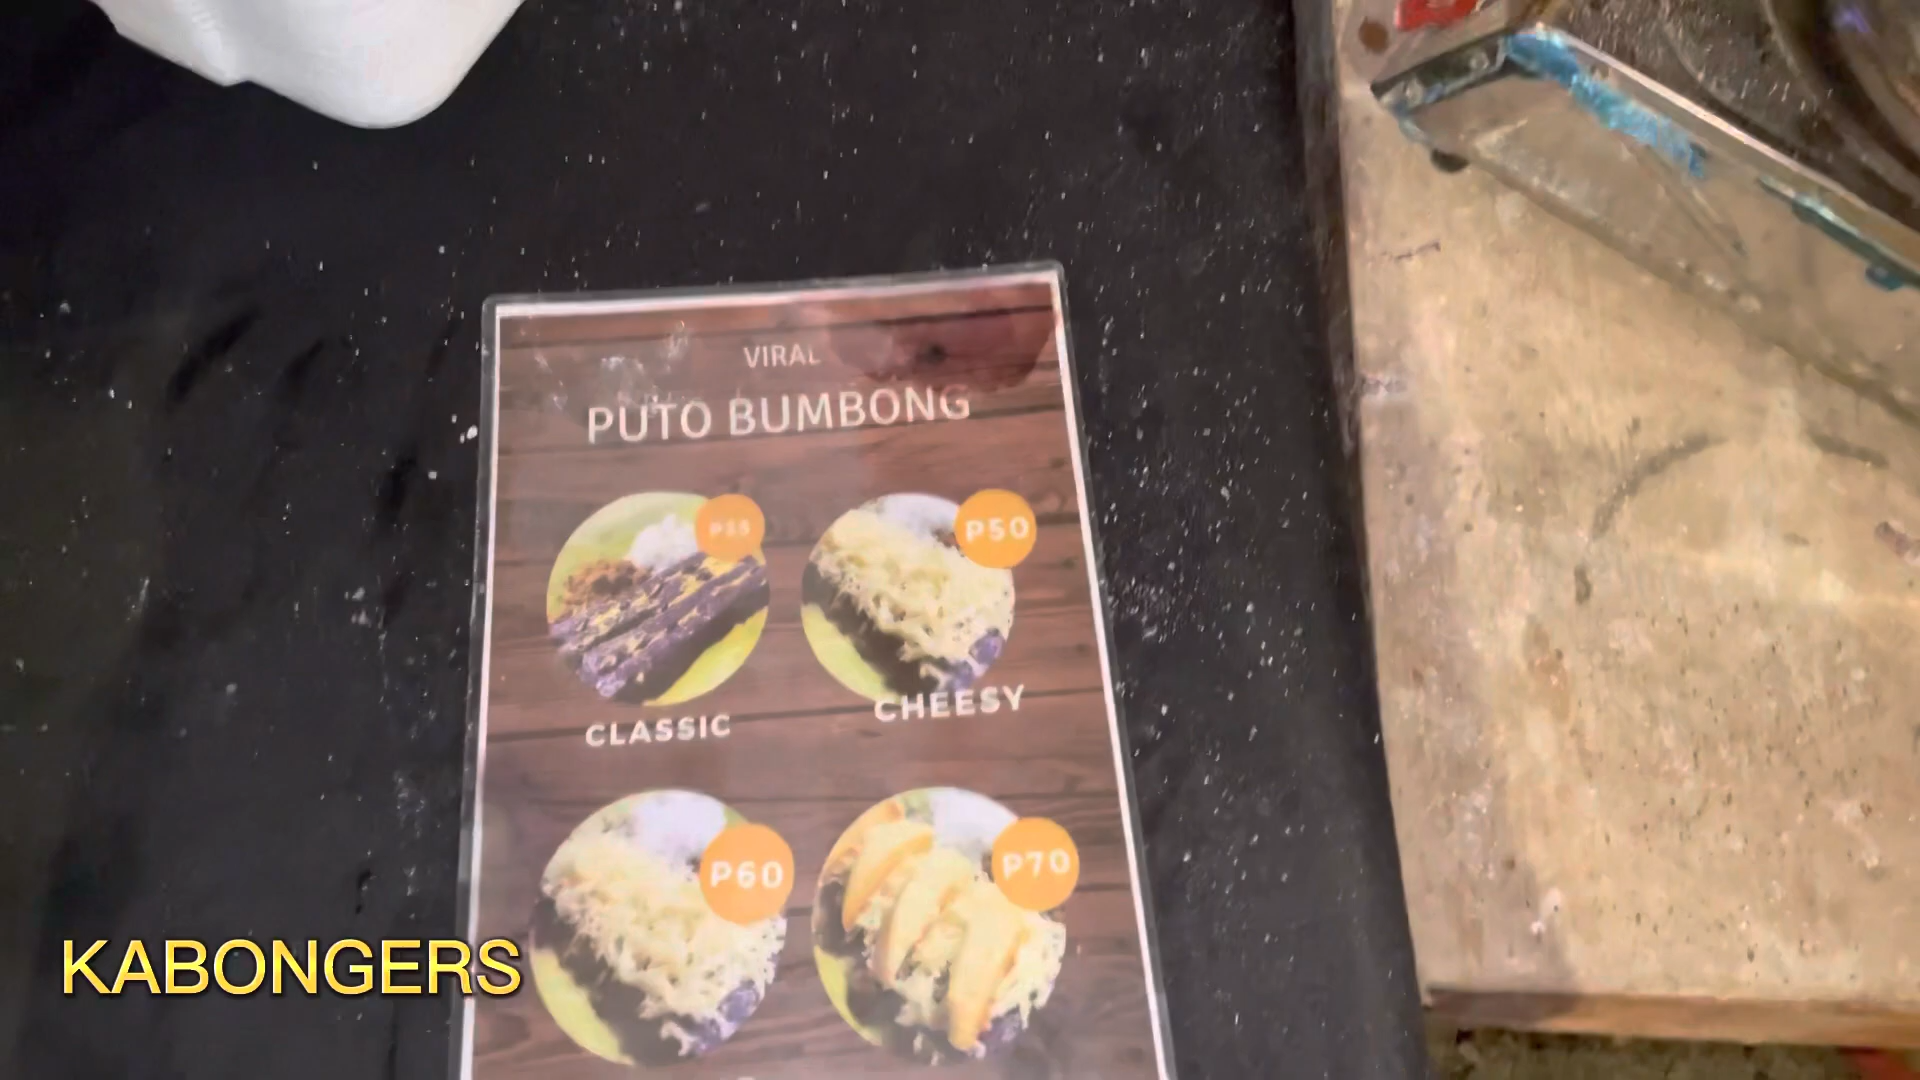 VIRAL
PUTO BUMBONG
P50
CLASSIC
CHEESY
P60
P70
KABONGERS